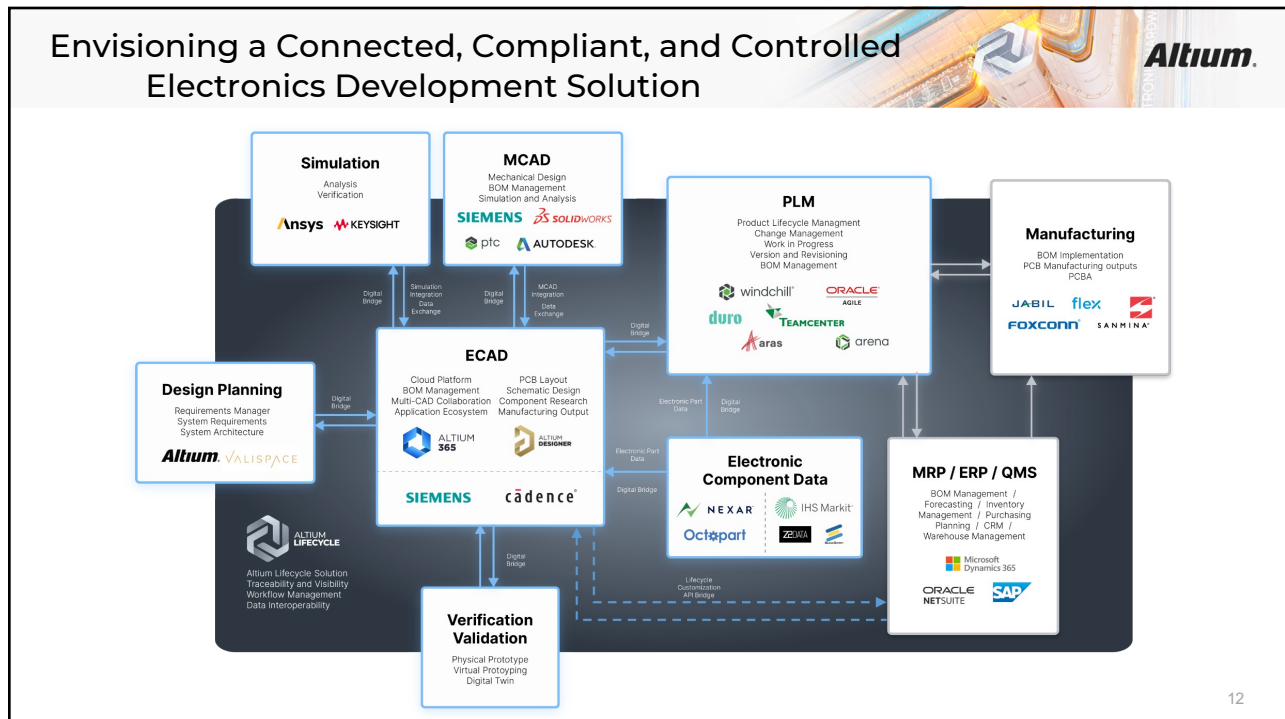 Envisioning a Connected, Compliant, and Controlled
Electronics Development Solution
Altium.
Simulation
Analysis
Verification
Ansys KEYSIGHT
MCAD
Mechanical Design
BOM Management
Simulation and Analysis
SIEMENS SOLIDWORKS
ptc AUTODESK
PLM
Product Lifecycle Managment
Change Management
Work in Progress
Version and Revisioning
BOM Management
windchill ORACLE
AGILE
duro TEAMCENTER
aras arena
Manufacturing
BOM Implementation
PCB Manufacturing outputs
PCBA
JABIL flex
FOXCONN SANMINA
Digital
Bridge
Simulation
Integration
Data
Exchange
Digital
Bridge
MCAD
Integration
Data
Exchange
Digital
Bridge
ECAD
Cloud Platform
BOM Management
Multi-CAD Collaboration
Application Ecosystem
PCB Layout
Schematic Design
Component Research
Manufacturing Output
ALTIUM
365
ALTIUM
DESIGNER
SIEMENS cādence
Design Planning
Requirements Manager
System Requirements
System Architecture
Altium. VALISPACE
Digital
Bridge
Electronic Part
Data
Digital
Bridge
Electronic Part
Data
Digital Bridge
Electronic
Component Data
NEXAR IHS Markit
Octopart Z2DATA
MRP / ERP / QMS
BOM Management /
Forecasting / Inventory
Management / Purchasing
Planning / CRM /
Warehouse Management
Microsoft
Dynamics 365
ORACLE
NETSUITE
SAP
ALTIUM
LIFECYCLE
Altium Lifecycle Solution
Traceability and Visibility
Workflow Management
Data Interoperability
Digital
Bridge
Lifecycle
Customization
API Bridge
Verification
Validation
Physical Prototype
Virtual Protoyping
Digital Twin
12